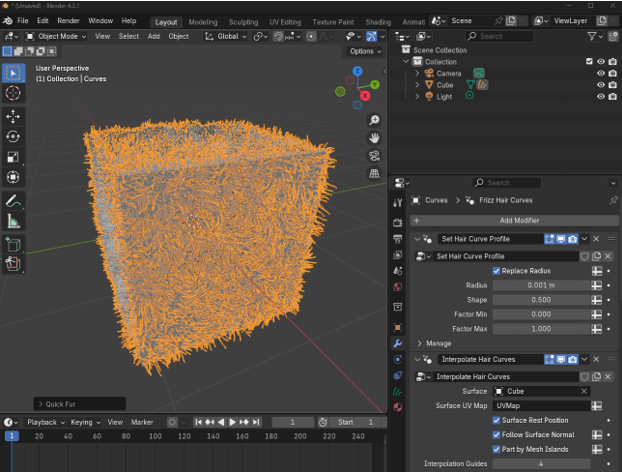 *(Unsaved) - Blender 4.3.1
File Edit Render Window Help Layout Modeling Sculpting UV Editing Texture Paint Shading Animati Scene ViewLayer
Object Mode View Select Add Object Global
Search
Options
User Perspective
(1) Collection | Curves
Z
Y
X
Scene Collection
Collection
Camera
Cube
Light
Search
Curves > Frizz Hair Curves
+ Add Modifier
Set Hair Curve Profile
Set Hair Curve Profile
Replace Radius
Radius 0.001 m
Shape 0.500
Factor Min 0.000
Factor Max 1.000
Manage
Interpolate Hair Curves
Interpolate Hair Curves
Surface Cube
Surface UV Map UVMap
Surface Rest Position
Follow Surface Normal
Part by Mesh Islands
Interpolation Guides 4
> Quick Fur
Playback Keying View Marker 1 Start 1
1 20 40 60 80 100 120 140 160 180 200 220 240